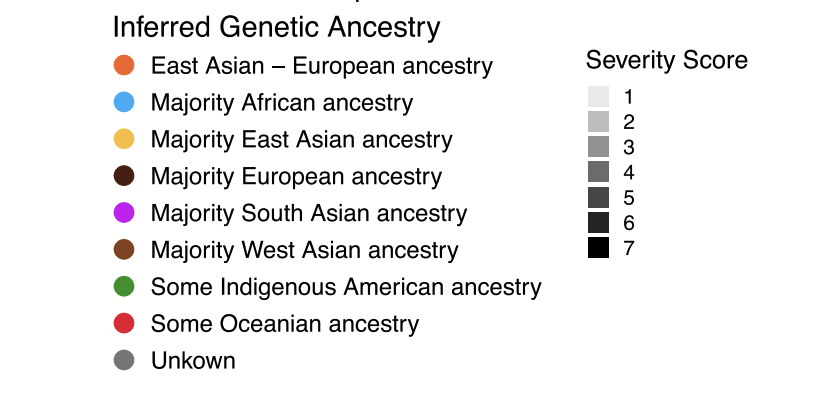 Inferred Genetic Ancestry
East Asian – European ancestry
Majority African ancestry
Majority East Asian ancestry
Majority European ancestry
Majority South Asian ancestry
Majority West Asian ancestry
Some Indigenous American ancestry
Some Oceanian ancestry
Unkown
Severity Score
1
2
3
4
5
6
7